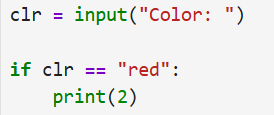 clr = input("Color: ")

if clr == "red":
    print(2)